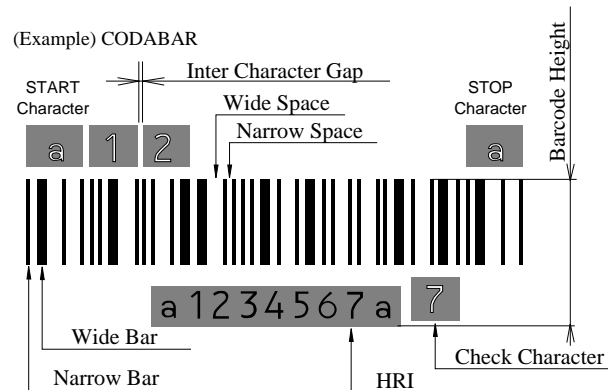 (Example) CODABAR
Inter Character Gap
START
Character
Wide Space
STOP
Character
Narrow Space
Barcode Height
a 1 2
a
a1234567a
7
Wide Bar
Check Character
Narrow Bar
HRI